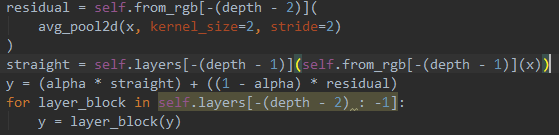 residual = self.from_rgb[-(depth - 2)](
avg_pool2d(x, kernel_size=2, stride=2)
)
straight = self.layers[-(depth - 1)](self.from_rgb[-(depth - 1)](x))
y = (alpha * straight) + ((1 - alpha) * residual)
for layer_block in self.layers[-(depth - 2) : -1]:
y = layer_block(y)